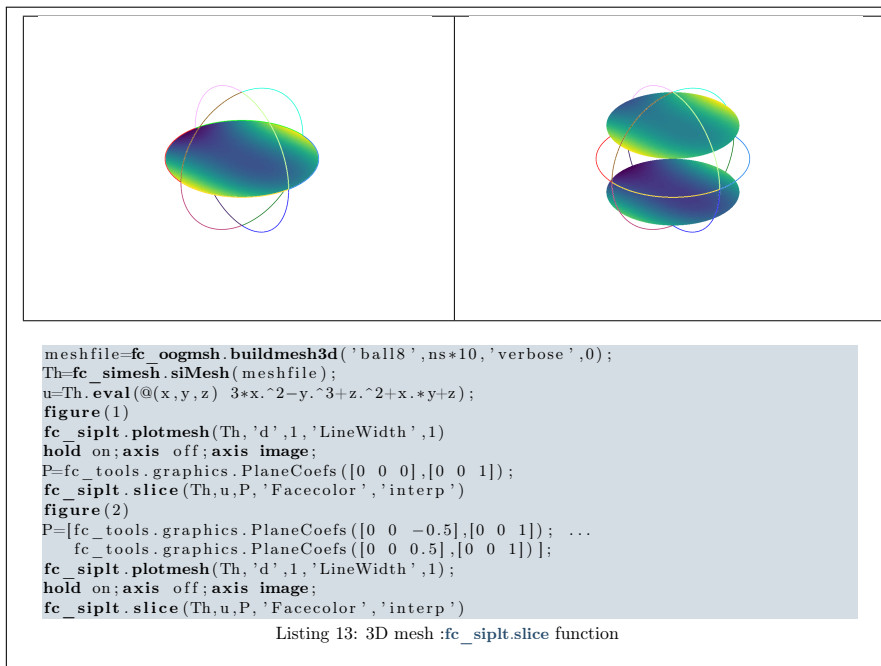 meshfile=fc_oogmsh.buildmesh3d('ball8',ns*10,'verbose',0);
Th=fc_simesh.siMesh(meshfile);
u=Th.eval(@(x,y,z) 3*x.^2−y.^3+z.^2+x.*y+z);
figure(1)
fc_siplt.plotmesh(Th,'d',1,'LineWidth',1)
hold on;axis off;axis image;
P=fc_tools.graphics.PlaneCoefs([0 0 0],[0 0 1]);
fc_siplt.slice(Th,u,P,'Facecolor','interp')
figure(2)
P=[fc_tools.graphics.PlaneCoefs([0 0 −0.5],[0 0 1]); ...
fc_tools.graphics.PlaneCoefs([0 0 0.5],[0 0 1])];
fc_siplt.plotmesh(Th,'d',1,'LineWidth',1);
hold on;axis off;axis image;
fc_siplt.slice(Th,u,P,'Facecolor','interp')
Listing 13: 3D mesh :fc_siplt.slice function